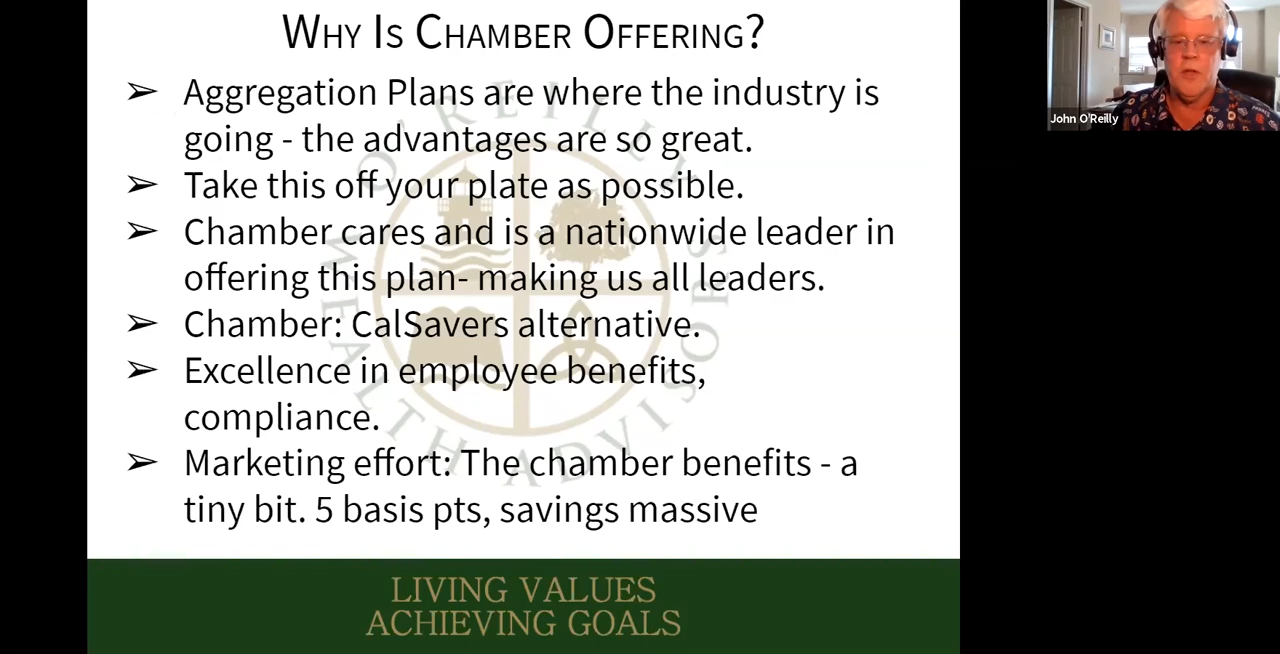 WHY IS CHAMBER OFFERING?
➢ Aggregation Plans are where the industry is
going - the advantages are so great.
➢ Take this off your plate as possible.
➢ Chamber cares and is a nationwide leader in
offering this plan- making us all leaders.
➢ Chamber: CalSavers alternative.
➢ Excellence in employee benefits,
compliance.
➢ Marketing effort: The chamber benefits - a
tiny bit. 5 basis pts, savings massive
O'REILLY
WEALTH ADVISORS
LIVING VALUES
ACHIEVING GOALS
John O'Reilly